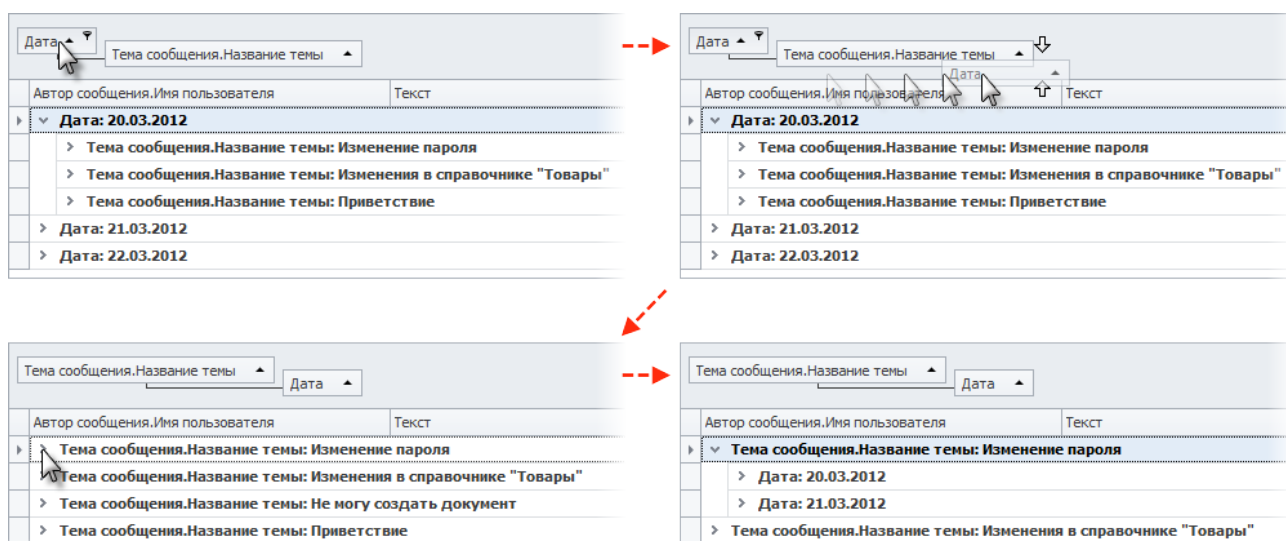 Дата
Тема сообщения.Название темы
Автор сообщения.Имя пользователя Текст
Дата: 20.03.2012
Тема сообщения.Название темы: Изменение пароля
Тема сообщения.Название темы: Изменения в справочнике "Товары"
Тема сообщения.Название темы: Приветствие
Дата: 21.03.2012
Дата: 22.03.2012
Дата
Тема сообщения.Название темы
Дата
Автор сообщения.Имя пользователя Текст
Дата: 20.03.2012
Тема сообщения.Название темы: Изменение пароля
Тема сообщения.Название темы: Изменения в справочнике "Товары"
Тема сообщения.Название темы: Приветствие
Дата: 21.03.2012
Дата: 22.03.2012
Тема сообщения.Название темы
Дата
Автор сообщения.Имя пользователя Текст
Тема сообщения.Название темы: Изменение пароля
Тема сообщения.Название темы: Изменения в справочнике "Товары"
Тема сообщения.Название темы: Не могу создать документ
Тема сообщения.Название темы: Приветствие
Тема сообщения.Название темы
Дата
Автор сообщения.Имя пользователя Текст
Тема сообщения.Название темы: Изменение пароля
Дата: 20.03.2012
Дата: 21.03.2012
Тема сообщения.Название темы: Изменения в справочнике "Товары"